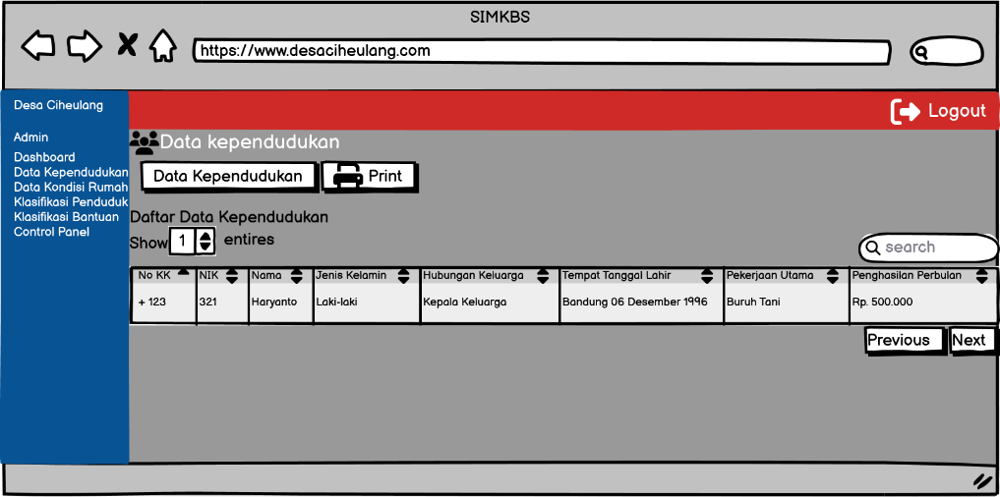 SIMKBS
https://www.desaciheulang.com
Desa Ciheulang
Logout
Admin
Dashboard
Data Kependudukan
Data Kondisi Rumah
Klasifikasi Penduduk
Klasifikasi Bantuan
Control Panel
Data kependudukan
Data Kependudukan
Print
Daftar Data Kependudukan
Show 1 entires
search
No KK NIK Nama Jenis Kelamin Hubungan Keluarga Tempat Tanggal Lahir Pekerjaan Utama Penghasilan Perbulan
+ 123 321 Haryanto Laki-laki Kepala Keluarga Bandung 06 Desember 1996 Buruh Tani Rp. 500.000
Previous Next